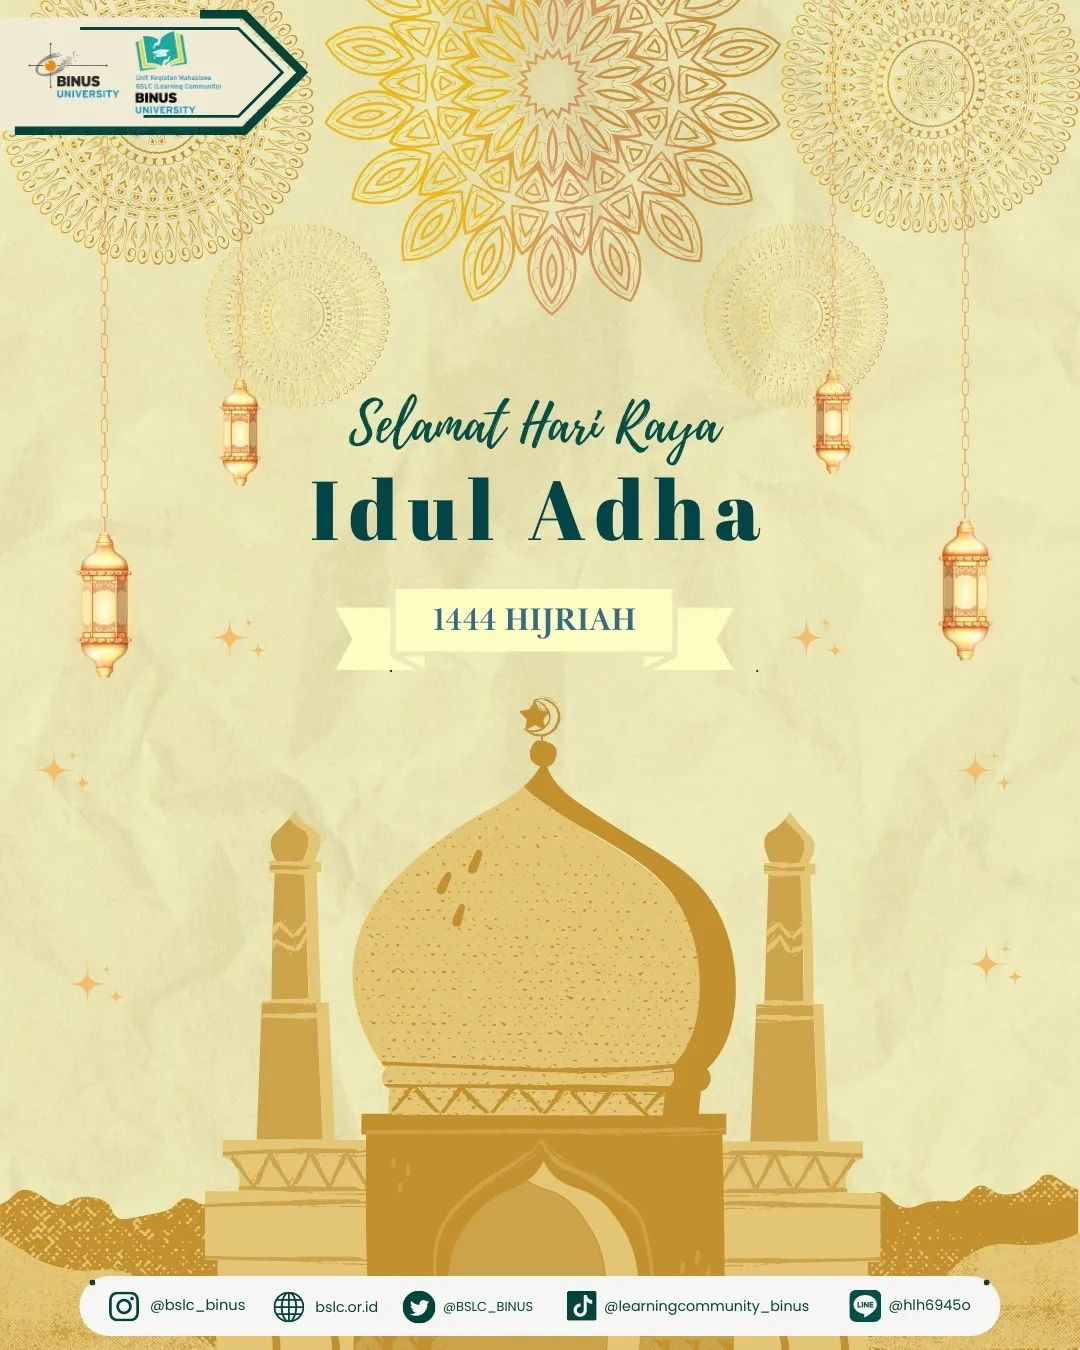 BINUS
UNIVERSITY
Unit Kegiatan Mahasiswa
BSLC (Learning Community)
BINUS
UNIVERSITY
Selamat Hari Raya
Idul Adha
1444 HIJRIAH
@bslc_binus
bslc.or.id
@BSLC_BINUS
@learningcommunity_binus
LINE
@hlh6945o